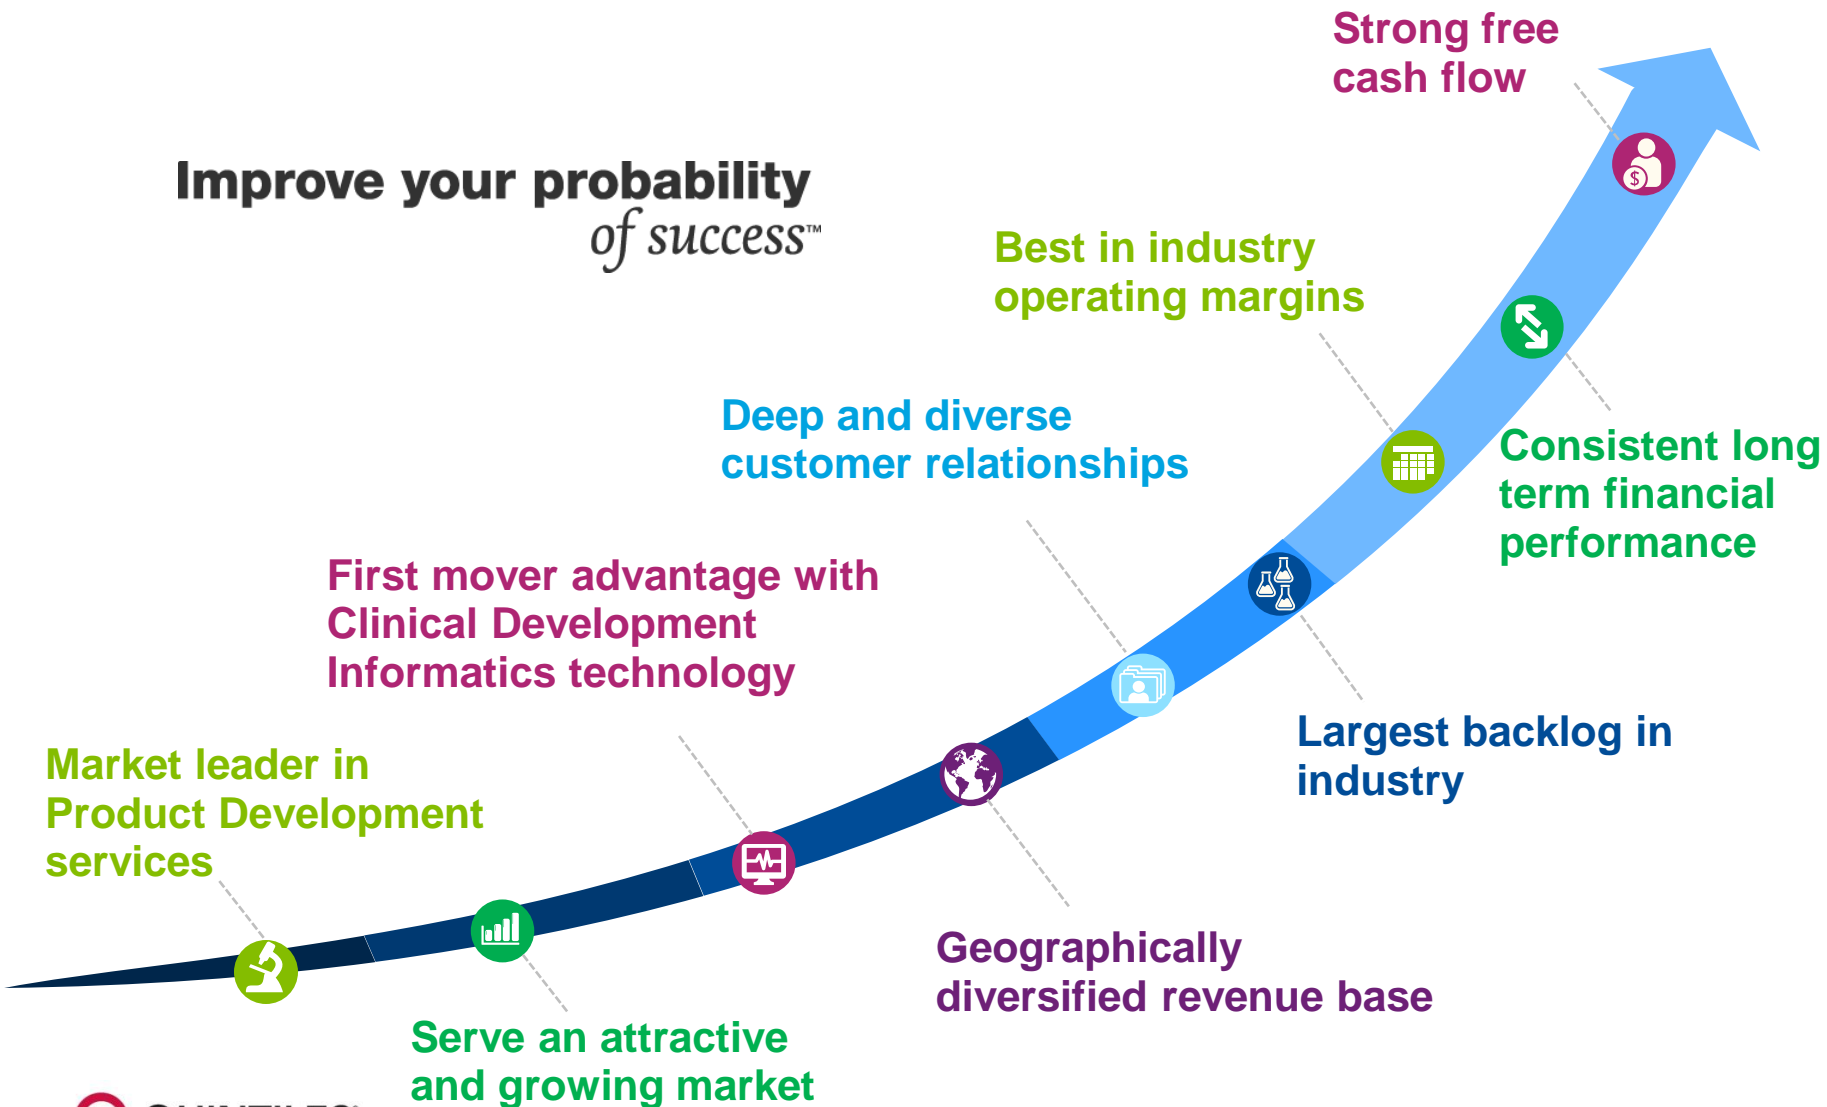 Strong free
cash flow
Improve your probability
of success™
Best in industry
operating margins
Deep and diverse
customer relationships
Consistent long
term financial
performance
First mover advantage with
Clinical Development
Informatics technology
Largest backlog in
industry
Market leader in
Product Development
services
Geographically
diversified revenue base
Serve an attractive
and growing market